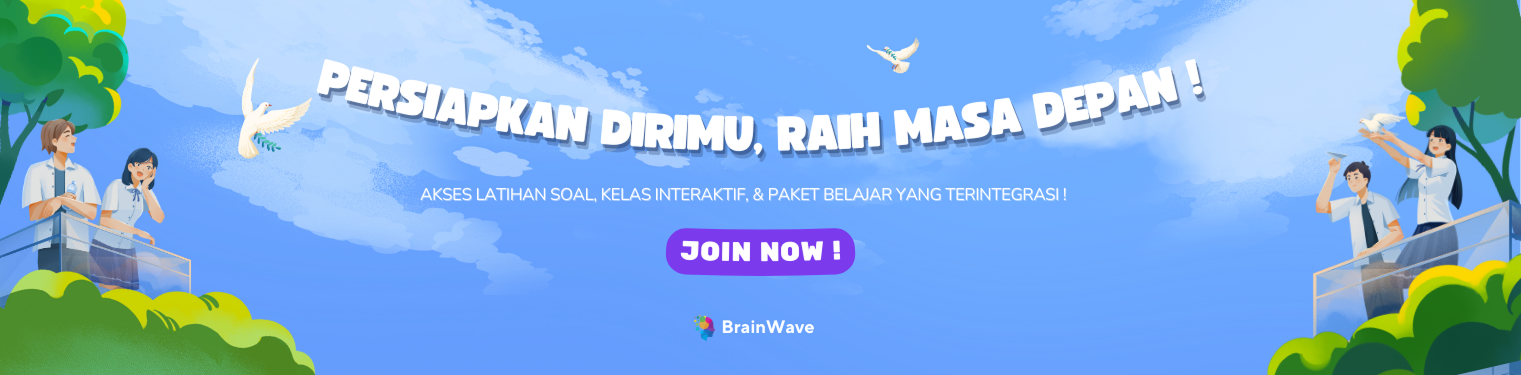 PERSIAPKAN DIRIMU, RAIH MASA DEPAN !
AKSES LATIHAN SOAL, KELAS INTERAKTIF, & PAKET BELAJAR YANG TERINTEGRASI !
JOIN NOW !
BrainWave